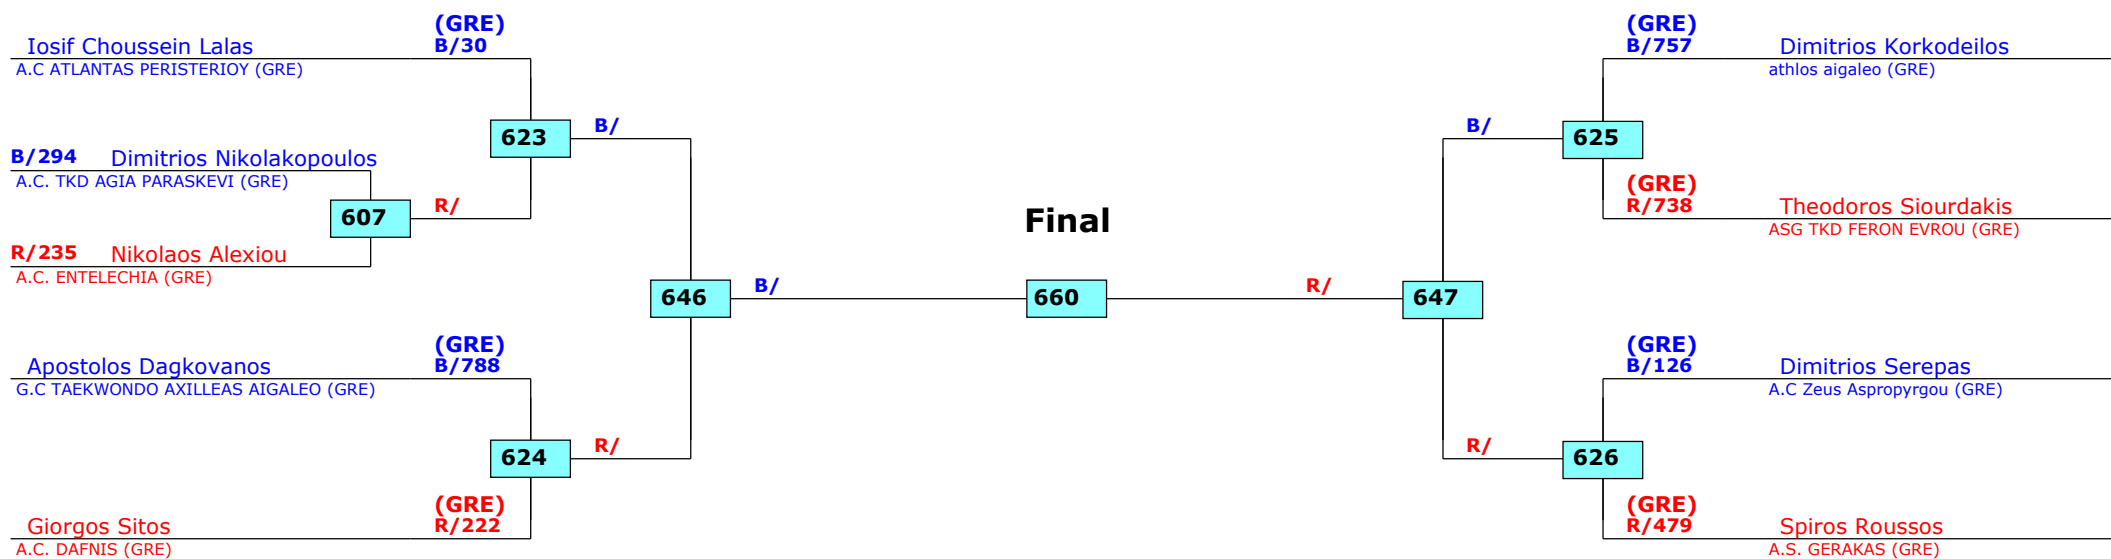 (GRE)
Iosif Choussein Lalas B/30
A.C ATLANTAS PERISTERIOY (GRE)
623 B/
B/294 Dimitrios Nikolakopoulos
A.C. TKD AGIA PARASKEVI (GRE)
607 R/
R/235 Nikolaos Alexiou
A.C. ENTELECHIA (GRE)
646 B/
(GRE)
Apostolos Dagkovanos B/788
G.C TAEKWONDO AXILLEAS AIGALEO (GRE)
624 R/
(GRE)
Giorgos Sitos R/222
A.C. DAFNIS (GRE)
Final
660
(GRE)
B/757 Dimitrios Korkodeilos
athlos aigaleo (GRE)
B/ 625
(GRE)
R/738 Theodoros Siourdakis
ASG TKD FERON EVROU (GRE)
R/ 647
(GRE)
B/126 Dimitrios Serepas
A.C Zeus Aspropyrgou (GRE)
R/ 626
(GRE)
R/479 Spiros Roussos
A.S. GERAKAS (GRE)